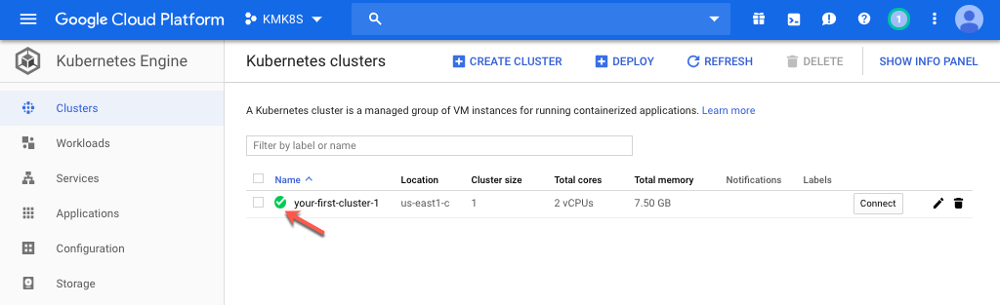 Google Cloud Platform KMK8S 1
Kubernetes Engine
Kubernetes clusters CREATE CLUSTER DEPLOY REFRESH DELETE SHOW INFO PANEL
Clusters
Workloads
Services
Applications
Configuration
Storage
A Kubernetes cluster is a managed group of VM instances for running containerized applications. Learn more
Filter by label or name
Name Location Cluster size Total cores Total memory Notifications Labels
your-first-cluster-1 us-east1-c 1 2 vCPUs 7.50 GB Connect